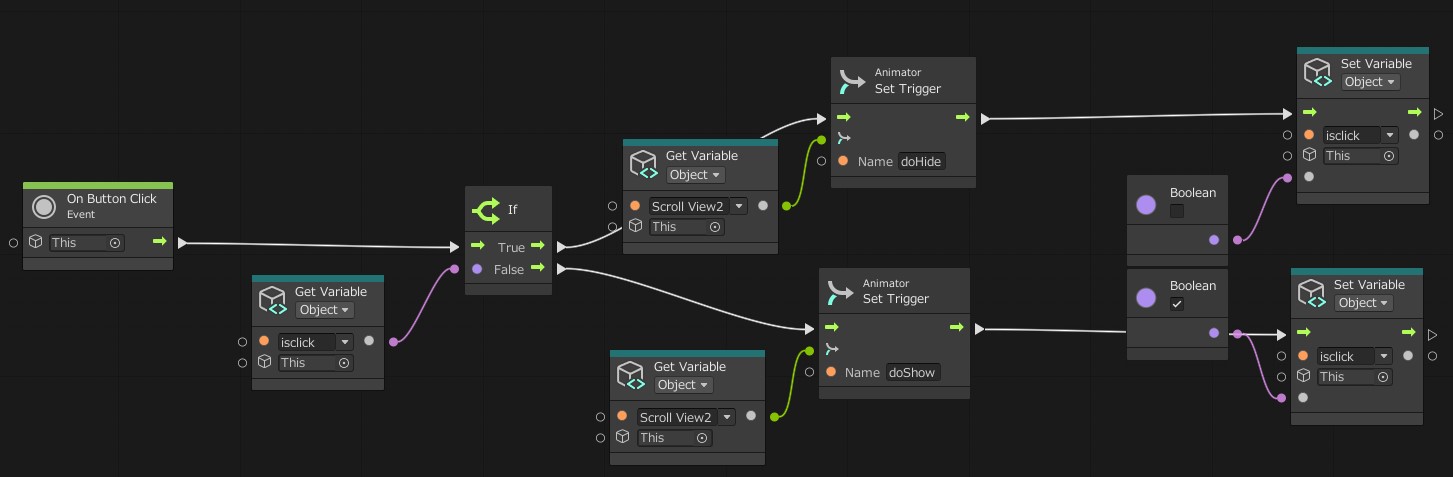 On Button Click
Event
This
Get Variable
Object
isclick
This
If
True
False
Get Variable
Object
Scroll View2
This
Animator
Set Trigger
Name doHide
Get Variable
Object
Scroll View2
This
Animator
Set Trigger
Name doShow
Boolean
Boolean
Set Variable
Object
isclick
This
Set Variable
Object
isclick
This